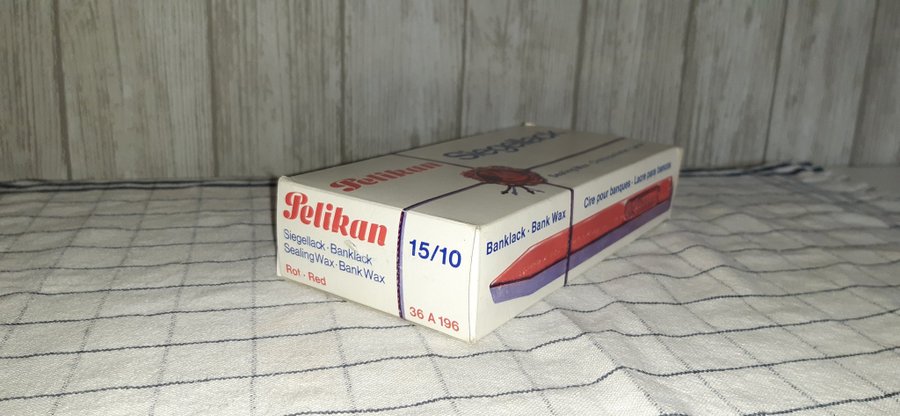 Pelikan
Siegellack
Pelikan
Siegellack · Banklack
Sealing Wax · Bank Wax
Rot · Red
15/10
36 A 196
Banklack · Bank Wax
Cire pour banques · Lacre para bancos